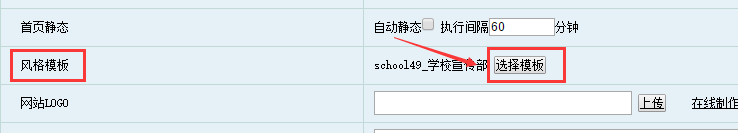 首页静态 自动静态 执行间隔 60 分钟
风格模板 school49_学校宣传部 选择模板
网站LOGO 上传 在线制作